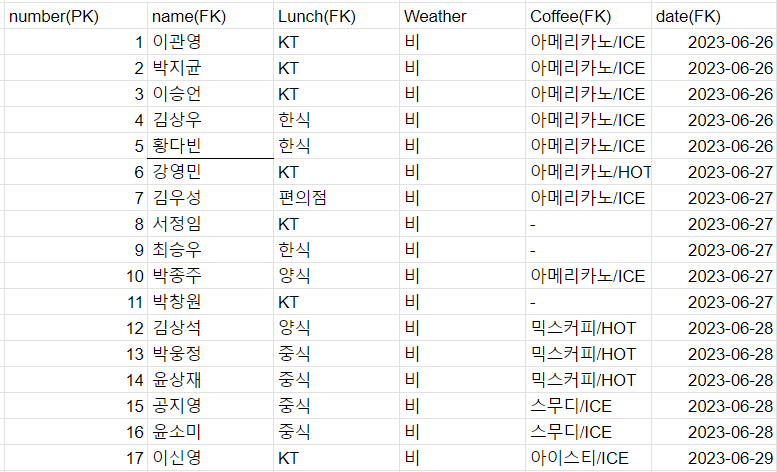 number(PK) name(FK) Lunch(FK) Weather Coffee(FK) date(FK)
1 이관영 KT 비 아메리카노/ICE 2023-06-26
2 박지균 KT 비 아메리카노/ICE 2023-06-26
3 이승언 KT 비 아메리카노/ICE 2023-06-26
4 김상우 한식 비 아메리카노/ICE 2023-06-26
5 황다빈 한식 비 아메리카노/ICE 2023-06-26
6 강영민 KT 비 아메리카노/HOT 2023-06-27
7 김우성 편의점 비 아메리카노/ICE 2023-06-27
8 서정임 KT 비 - 2023-06-27
9 최승우 한식 비 - 2023-06-27
10 박종주 양식 비 아메리카노/ICE 2023-06-27
11 박창원 KT 비 - 2023-06-27
12 김상석 양식 비 믹스커피/HOT 2023-06-28
13 박웅정 중식 비 믹스커피/HOT 2023-06-28
14 윤상재 중식 비 믹스커피/HOT 2023-06-28
15 공지영 중식 비 스무디/ICE 2023-06-28
16 윤소미 중식 비 스무디/ICE 2023-06-28
17 이신영 KT 비 아이스티/ICE 2023-06-29